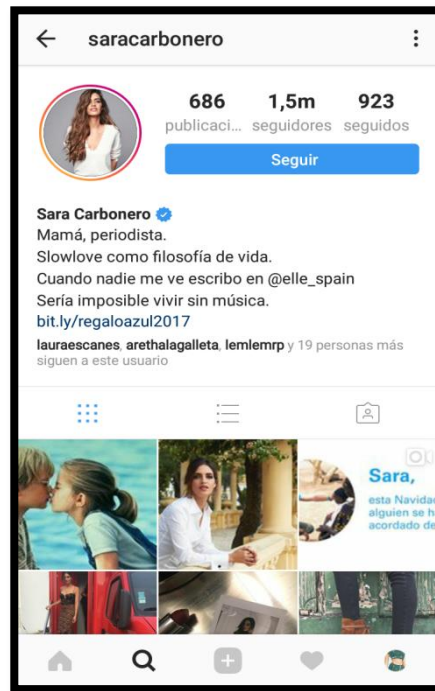 saracarbonero
686 1,5m 923
publicaci... seguidores seguidos
Seguir
Sara Carbonero
Mamá, periodista.
Slowlove como filosofía de vida.
Cuando nadie me ve escribo en @elle_spain
Sería imposible vivir sin música.
bit.ly/regaloazul2017
lauraescanes, arethalagalleta, lemlemrp y 19 personas más
siguen a este usuario
Sara,
esta Navidad
alguien se h
acordado de